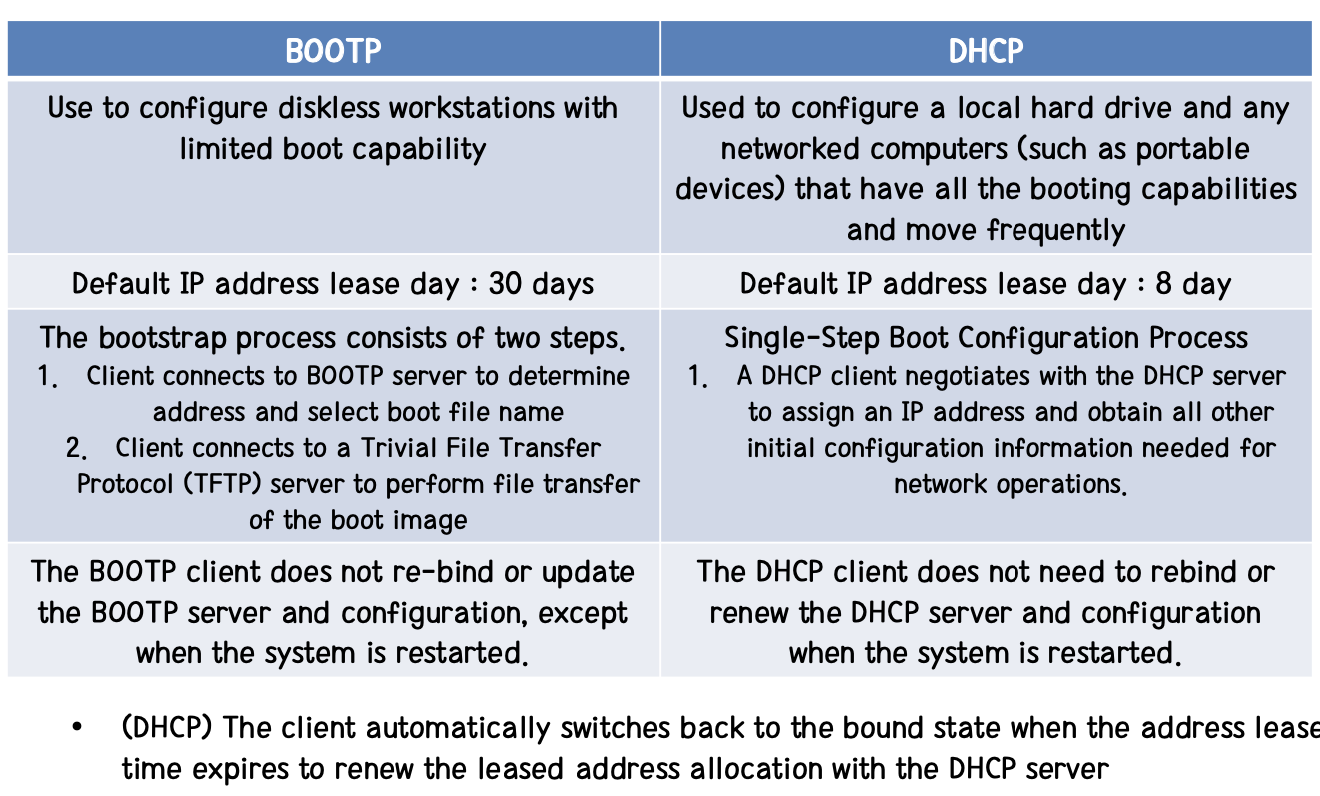 BOOTP
DHCP
Use to configure diskless workstations with
limited boot capability
Used to configure a local hard drive and any
networked computers (such as portable
devices) that have all the booting capabilities
and move frequently
Default IP address lease day : 30 days
Default IP address lease day : 8 day
The bootstrap process consists of two steps.
1. Client connects to BOOTP server to determine
address and select boot file name
2. Client connects to a Trivial File Transfer
Protocol (TFTP) server to perform file transfer
of the boot image
Single-Step Boot Configuration Process
1. A DHCP client negotiates with the DHCP server
to assign an IP address and obtain all other
initial configuration information needed for
network operations.
The BOOTP client does not re-bind or update
the BOOTP server and configuration, except
when the system is restarted.
The DHCP client does not need to rebind or
renew the DHCP server and configuration
when the system is restarted.
• (DHCP) The client automatically switches back to the bound state when the address lease
time expires to renew the leased address allocation with the DHCP server